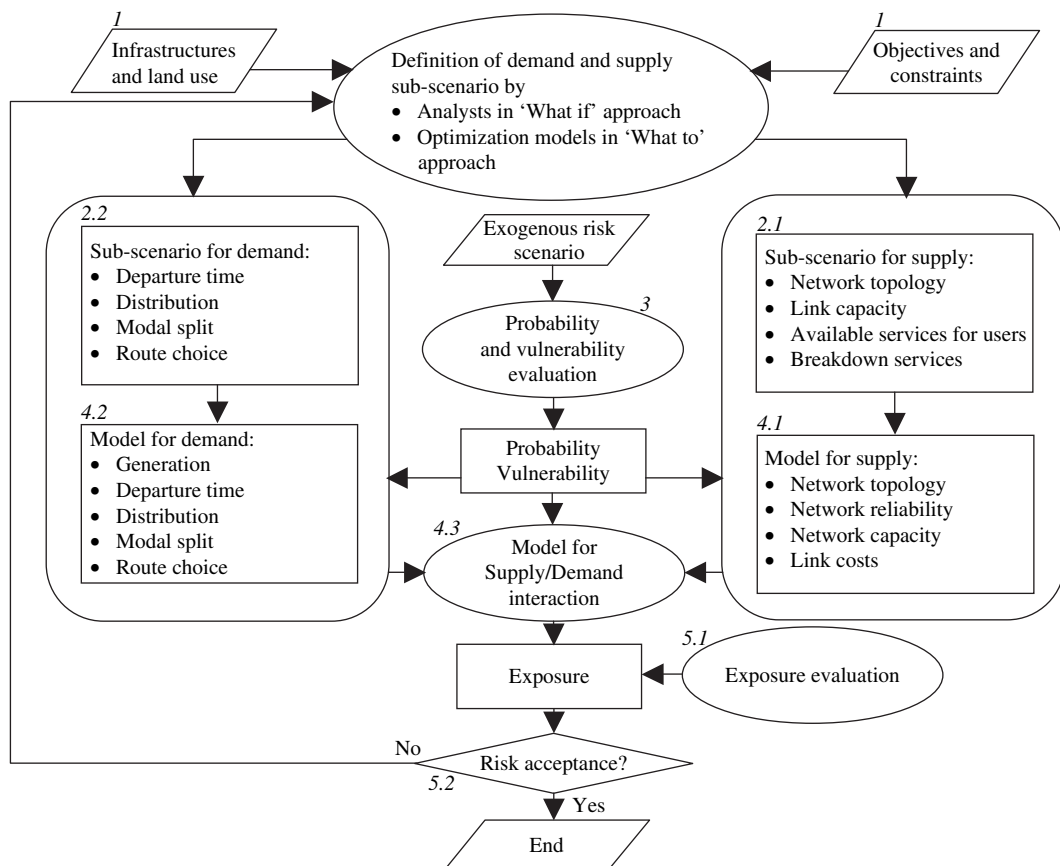 1
Infrastructures
and land use
1
Objectives and
constraints
Definition of demand and supply
sub-scenario by
• Analysts in ‘What if’ approach
• Optimization models in ‘What to’
approach
2.2
Sub-scenario for demand:
• Departure time
• Distribution
• Modal split
• Route choice
4.2
Model for demand:
• Generation
• Departure time
• Distribution
• Modal split
• Route choice
Exogenous risk
scenario
3
Probability
and vulnerability
evaluation
Probability
Vulnerability
4.3
Model for
Supply/Demand
interaction
2.1
Sub-scenario for supply:
• Network topology
• Link capacity
• Available services for users
• Breakdown services
4.1
Model for supply:
• Network topology
• Network reliability
• Network capacity
• Link costs
Exposure
5.1
Exposure evaluation
No
Risk acceptance?
5.2
Yes
End